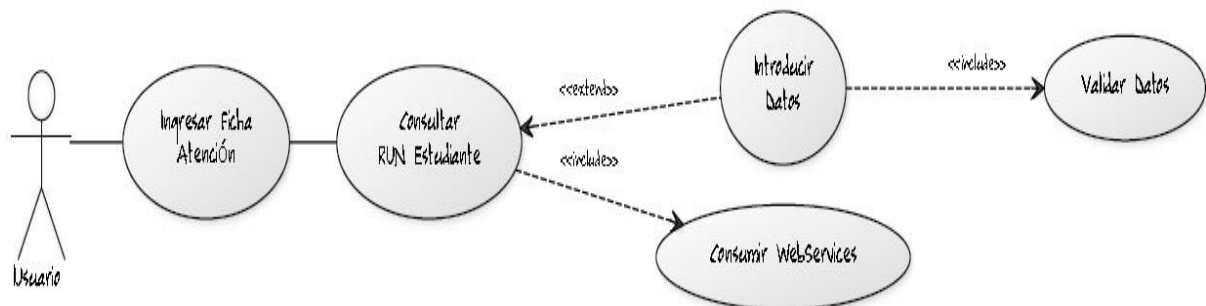 Usuario
Ingresar Ficha
Atención
Consultar
RUN Estudiante
<<extend>>
<<include>>
Introducir
Datos
<<include>>
Validar Datos
Consumir WebServices